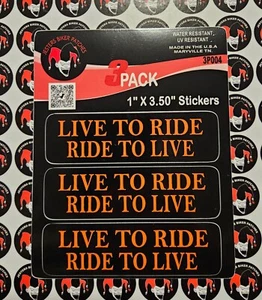 WATER RESISTANT,
UV RESISTANT
MADE IN THE U.S.A
MARYVILLE TN.
3P004
3 PACK
1" X 3.50" Stickers
LIVE TO RIDE
RIDE TO LIVE
LIVE TO RIDE
RIDE TO LIVE
LIVE TO RIDE
RIDE TO LIVE